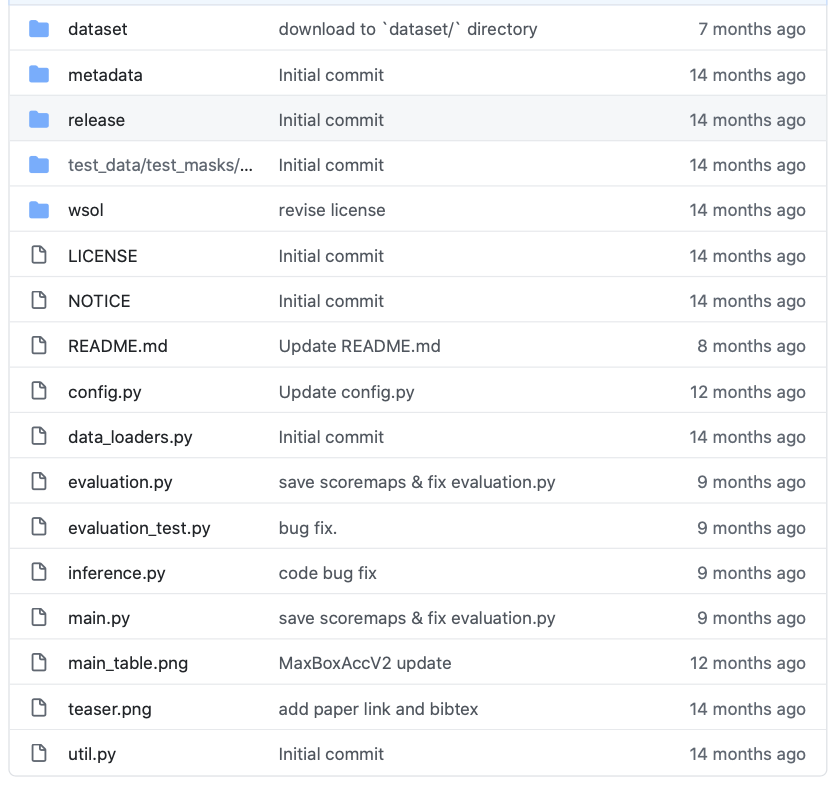 dataset download to `dataset/` directory 7 months ago
metadata Initial commit 14 months ago
release Initial commit 14 months ago
test_data/test_masks/... Initial commit 14 months ago
wsol revise license 14 months ago
LICENSE Initial commit 14 months ago
NOTICE Initial commit 14 months ago
README.md Update README.md 8 months ago
config.py Update config.py 12 months ago
data_loaders.py Initial commit 14 months ago
evaluation.py save scoremaps & fix evaluation.py 9 months ago
evaluation_test.py bug fix. 9 months ago
inference.py code bug fix 9 months ago
main.py save scoremaps & fix evaluation.py 9 months ago
main_table.png MaxBoxAccV2 update 12 months ago
teaser.png add paper link and bibtex 14 months ago
util.py Initial commit 14 months ago